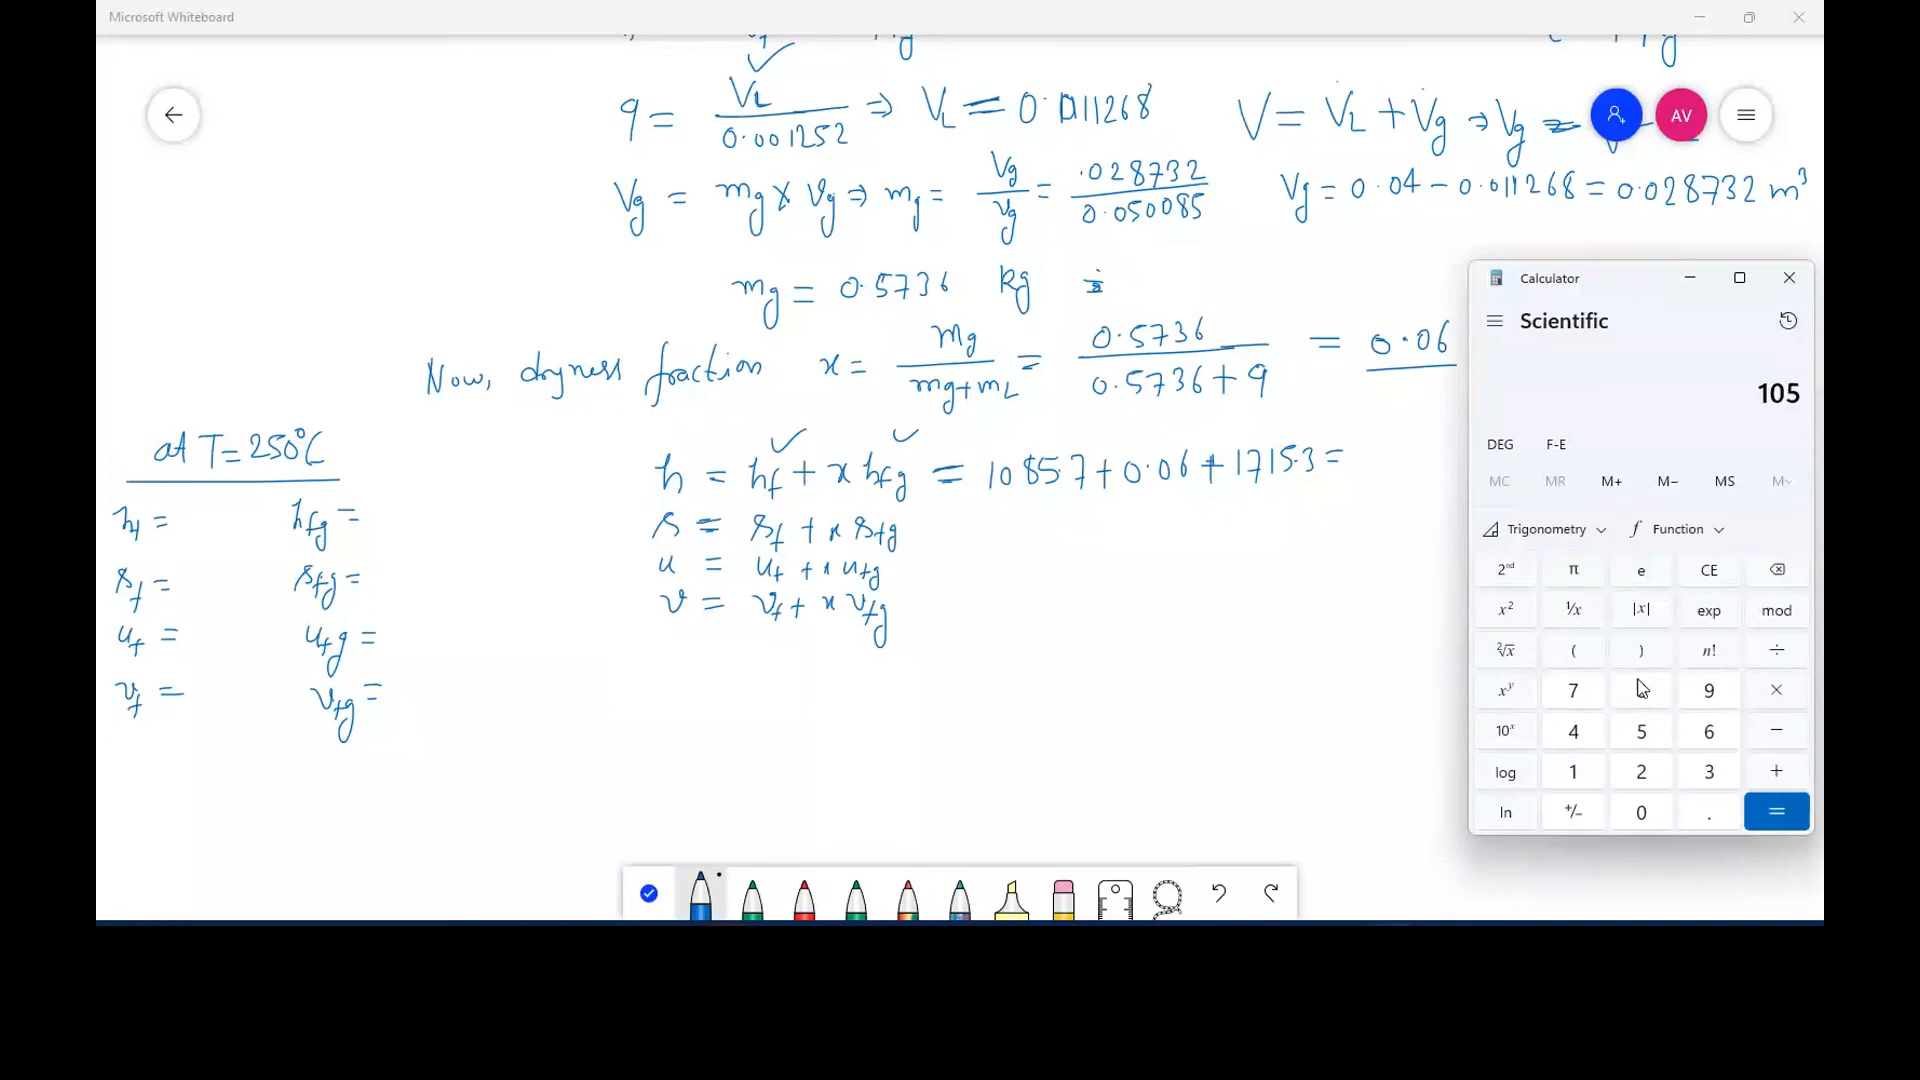 Microsoft Whiteboard
9 = VL / 0.001252 ⇒ VL = 0.011268
V = VL + Vg ⇒ Vg =
AV
Vg = mg × vg ⇒ mg = Vg / vg = .028732 / 0.050085
Vg = 0.04 - 0.011268 = 0.028732 m³
mg = 0.5736 kg
Now, dryness fraction x = mg / mg+mL = 0.5736 / 0.5736+9 = 0.06
at T = 250°C
h = hf + x hfg = 1085.7 + 0.06 + 1715.3 =
hf = hfg =
s = sf + x sfg
sf = sfg =
u = uf + x ufg
uf = ufg =
v = vf + x vfg
vf = vfg =
Calculator
Scientific
105
DEG F-E
MC MR M+ M- MS M˅
Trigonometry f Function
2nd π e CE
x² ¹/x |x| exp mod
²√x ( ) n! ÷
xʸ 7 9 ×
10ˣ 4 5 6 −
log 1 2 3 +
ln +/− 0 . =